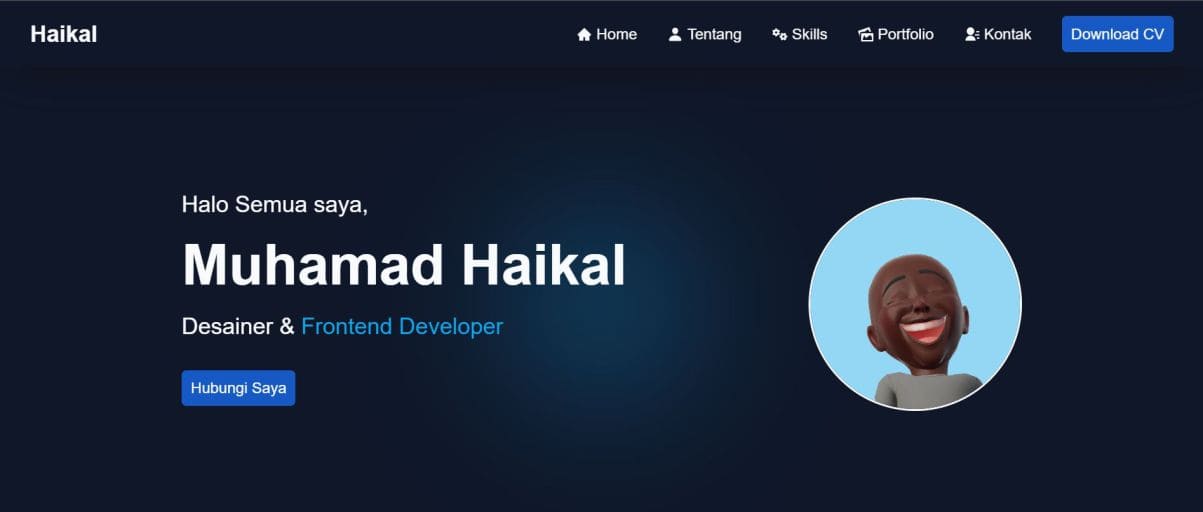 Haikal
Home Tentang Skills Portfolio Kontak Download CV
Halo Semua saya,
Muhamad Haikal
Desainer & Frontend Developer
Hubungi Saya